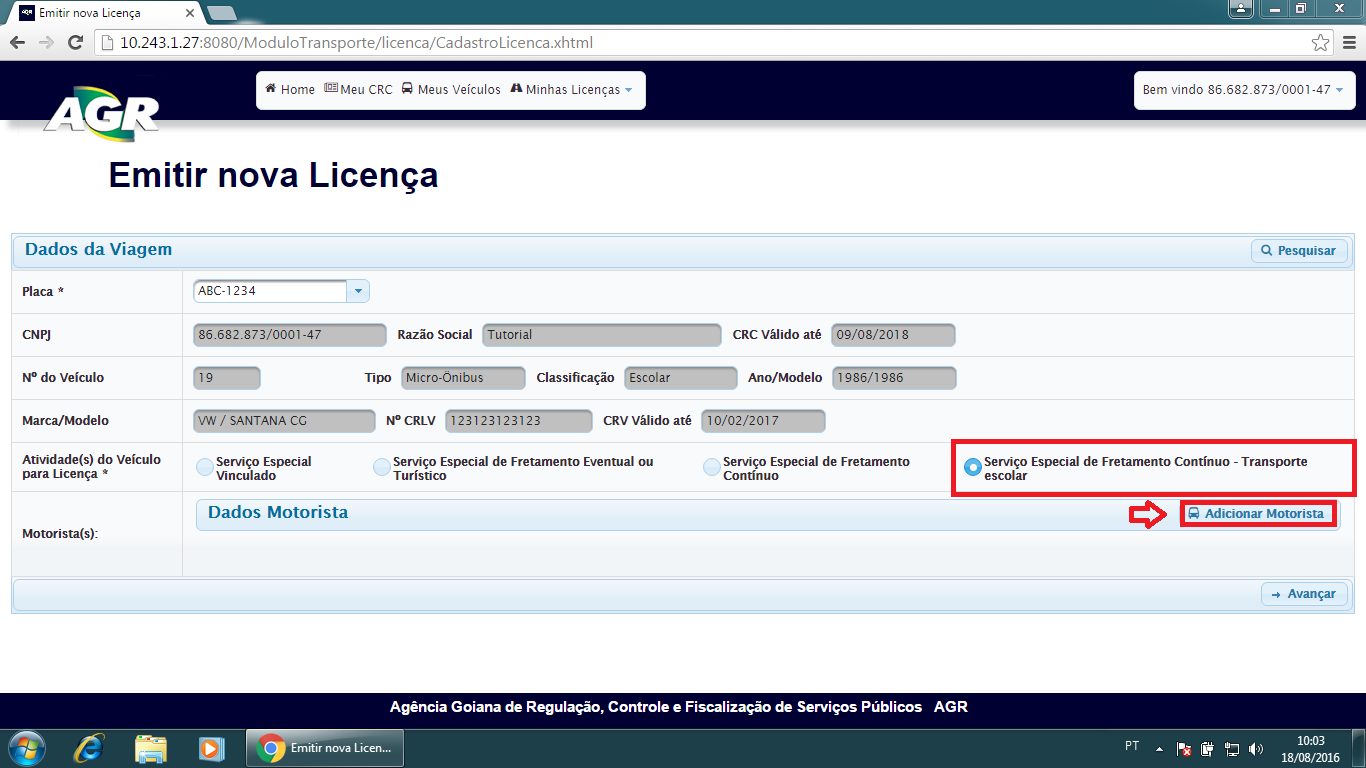 AGR Emitir nova Licença
10.243.1.27:8080/ModuloTransporte/licenca/CadastroLicenca.xhtml
AGR
Home Meu CRC Meus Veículos Minhas Licenças
Bem vindo 86.682.873/0001-47
Emitir nova Licença
Dados da Viagem
Pesquisar
Placa *
ABC-1234
CNPJ 86.682.873/0001-47 Razão Social Tutorial CRC Válido até 09/08/2018
Nº do Veículo 19 Tipo Micro-Ônibus Classificação Escolar Ano/Modelo 1986/1986
Marca/Modelo VW / SANTANA CG Nº CRLV 123123123123 CRV Válido até 10/02/2017
Atividade(s) do Veículo
para Licença *
Serviço Especial
Vinculado
Serviço Especial de Fretamento Eventual ou
Turístico
Serviço Especial de Fretamento
Contínuo
Serviço Especial de Fretamento Contínuo - Transporte
escolar
Motorista(s):
Dados Motorista
Adicionar Motorista
Avançar
Agência Goiana de Regulação, Controle e Fiscalização de Serviços Públicos AGR
Emitir nova Licen...
PT
10:03
18/08/2016